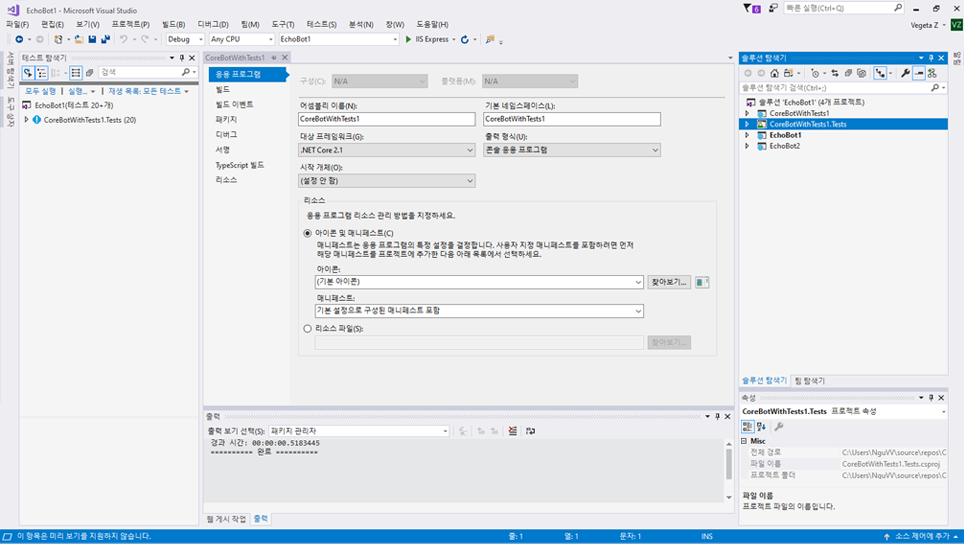 EchoBot1 - Microsoft Visual Studio
6
빠른 실행(Ctrl+Q)
파일(F) 편집(E) 보기(V) 프로젝트(P) 빌드(B) 디버그(D) 팀(M) 도구(T) 테스트(S) 분석(N) 창(W) 도움말(H)
Vegeta Z VZ
Debug Any CPU EchoBot1 IIS Express
서버 탐색기
도구 상자
알림
테스트 탐색기
검색
모두 실행 | 실행... | 재생 목록: 모든 테스트
EchoBot1(테스트 20+개)
CoreBotWithTests1.Tests (20)
CoreBotWithTests1
응용 프로그램
빌드
빌드 이벤트
패키지
디버그
서명
TypeScript 빌드
리소스
구성(C): N/A 플랫폼(M): N/A
어셈블리 이름(N): 기본 네임스페이스(L):
CoreBotWithTests1 CoreBotWithTests1
대상 프레임워크(G): 출력 형식(U):
.NET Core 2.1 콘솔 응용 프로그램
시작 개체(O):
(설정 안 함)
리소스
응용 프로그램 리소스 관리 방법을 지정하세요.
아이콘 및 매니페스트(C)
매니페스트는 응용 프로그램의 특정 설정을 결정합니다. 사용자 지정 매니페스트를 포함하려면 먼저
해당 매니페스트를 프로젝트에 추가한 다음 아래 목록에서 선택하세요.
아이콘:
(기본 아이콘) 찾아보기...
매니페스트:
기본 설정으로 구성된 매니페스트 포함
리소스 파일(S):
찾아보기...
출력
출력 보기 선택(S): 패키지 관리자
경과 시간: 00:00:00.5183445
========== 완료 ==========
웹 게시 작업 출력
솔루션 탐색기
솔루션 탐색기 검색(Ctrl+;)
솔루션 'EchoBot1' (4개 프로젝트)
CoreBotWithTests1
CoreBotWithTests1.Tests
EchoBot1
EchoBot2
솔루션 탐색기 팀 탐색기
속성
CoreBotWithTests1.Tests 프로젝트 속성
Misc
전체 경로 C:\Users\NguVV\source\repos\C
파일 이름 CoreBotWithTests1.Tests.csproj
프로젝트 폴더 C:\Users\NguVV\source\repos\C
파일 이름
프로젝트 파일의 이름입니다.
이 항목은 미리 보기를 지원하지 않습니다. 줄: 1 열: 1 문자: 1 INS 소스 제어에 추가